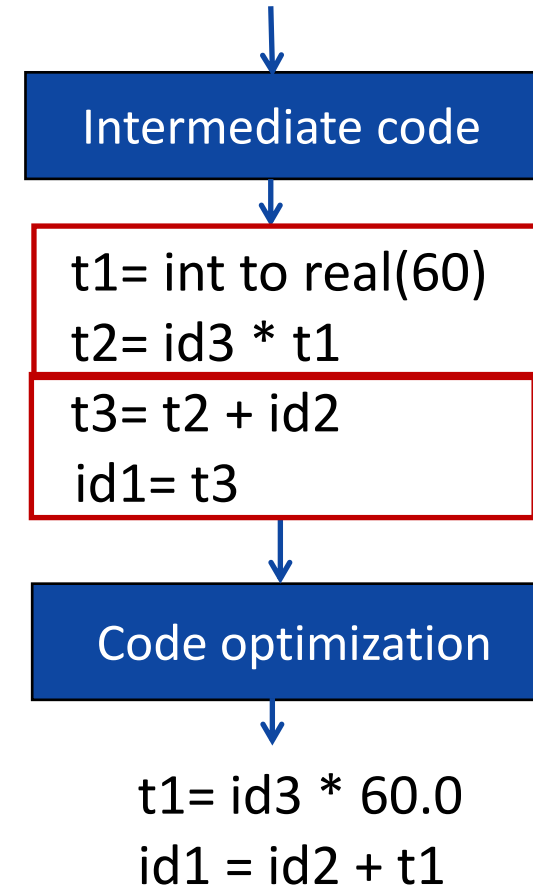 Intermediate code
t1= int to real(60)
t2= id3 * t1
t3= t2 + id2
id1= t3
Code optimization
t1= id3 * 60.0
id1 = id2 + t1